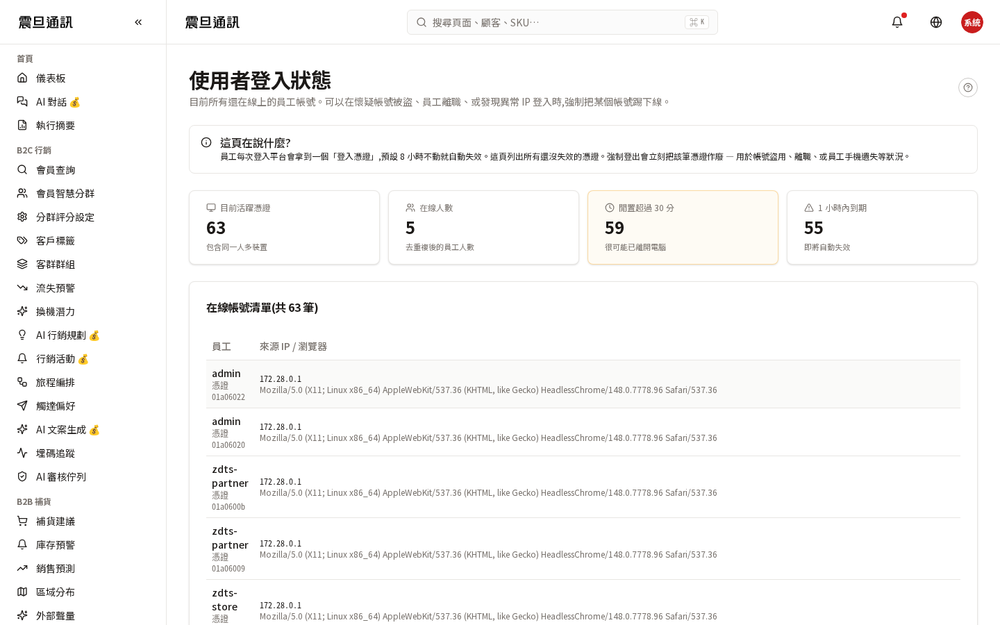 震旦通訊
首頁
儀表板
AI 對話 💰
執行摘要
B2C 行銷
會員查詢
會員智慧分群
分群評分設定
客戶標籤
客群群組
流失預警
換機潛力
AI 行銷規劃 💰
行銷活動 💰
旅程編排
觸達偏好
AI 文案生成 💰
埋碼追蹤
AI 審核佇列
B2B 補貨
補貨建議
庫存預警
銷售預測
區域分布
外部聲量
震旦通訊
搜尋頁面、顧客、SKU…
⌘ K
系統
使用者登入狀態
目前所有還在線上的員工帳號。可以在懷疑帳號被盜、員工離職、或發現異常 IP 登入時,強制把某個帳號踢下線。
這頁在說什麼?
員工每次登入平台會拿到一個「登入憑證」,預設 8 小時不動就自動失效。這頁列出所有還沒失效的憑證。強制登出會立刻把該筆憑證作廢 — 用於帳號盜用、離職、或員工手機遺失等狀況。
目前活躍憑證
63
包含同一人多裝置
在線人數
5
去重複後的員工人數
閒置超過 30 分
59
很可能已離開電腦
1 小時內到期
55
即將自動失效
在線帳號清單(共 63 筆)
員工
來源 IP / 瀏覽器
admin
憑證
01a06022
172.28.0.1
Mozilla/5.0 (X11; Linux x86_64) AppleWebKit/537.36 (KHTML, like Gecko) HeadlessChrome/148.0.7778.96 Safari/537.36
admin
憑證
01a06020
172.28.0.1
Mozilla/5.0 (X11; Linux x86_64) AppleWebKit/537.36 (KHTML, like Gecko) HeadlessChrome/148.0.7778.96 Safari/537.36
zdts-
partner
憑證
01a0600b
172.28.0.1
Mozilla/5.0 (X11; Linux x86_64) AppleWebKit/537.36 (KHTML, like Gecko) HeadlessChrome/148.0.7778.96 Safari/537.36
zdts-
partner
憑證
01a06009
172.28.0.1
Mozilla/5.0 (X11; Linux x86_64) AppleWebKit/537.36 (KHTML, like Gecko) HeadlessChrome/148.0.7778.96 Safari/537.36
zdts-
store
憑證
172.28.0.1
Mozilla/5.0 (X11; Linux x86_64) AppleWebKit/537.36 (KHTML, like Gecko) HeadlessChrome/148.0.7778.96 Safari/537.36